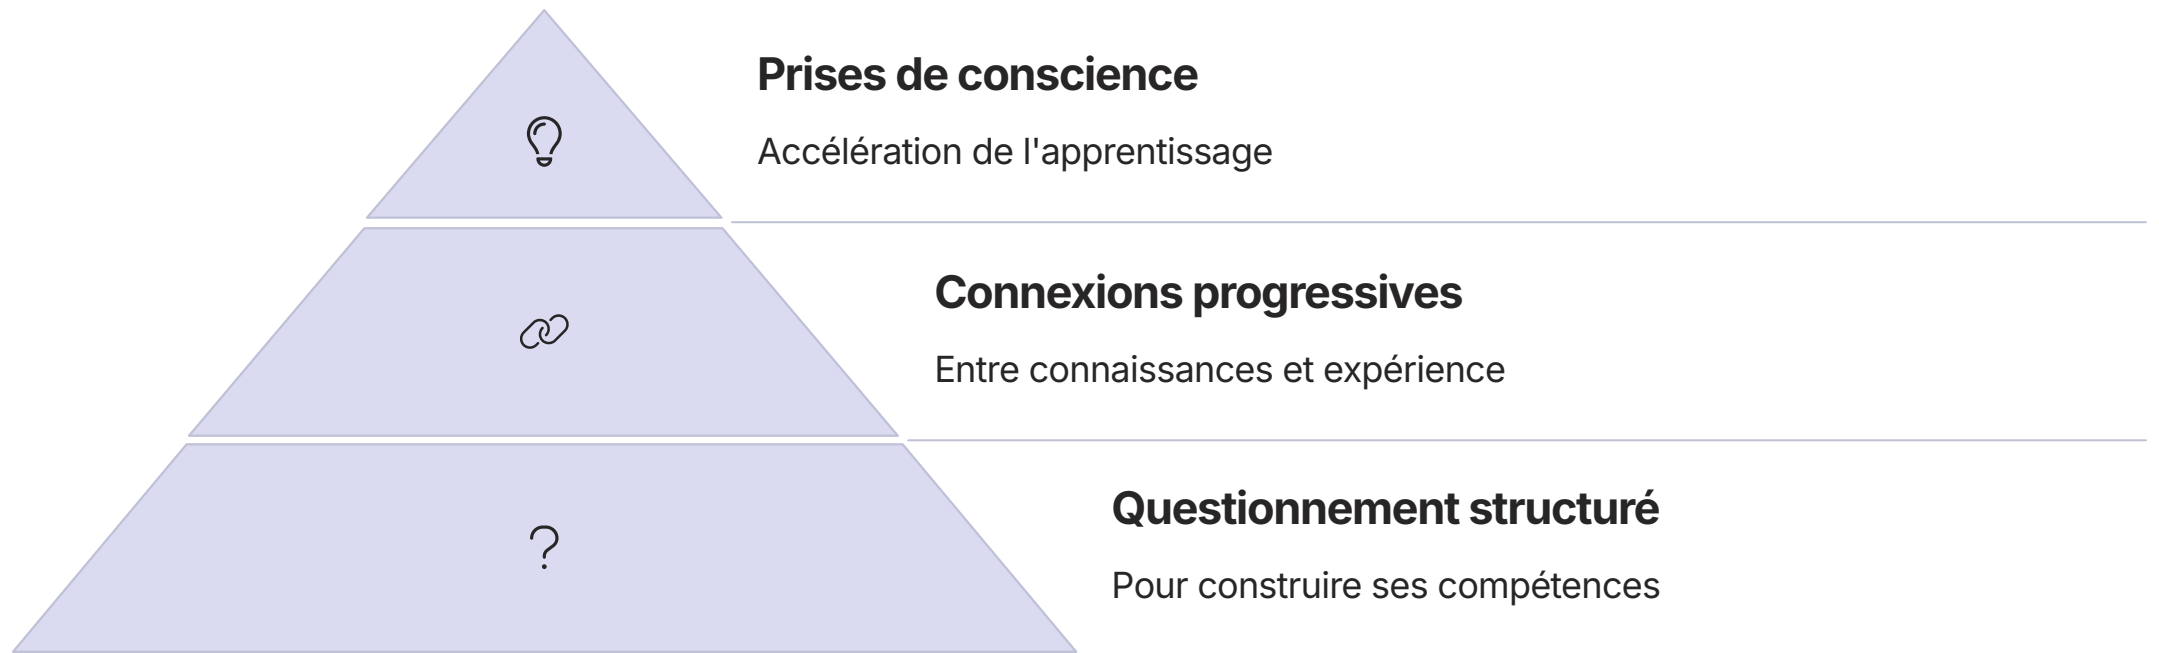 Prises de conscience
Accélération de l'apprentissage
Connexions progressives
Entre connaissances et expérience
Questionnement structuré
Pour construire ses compétences